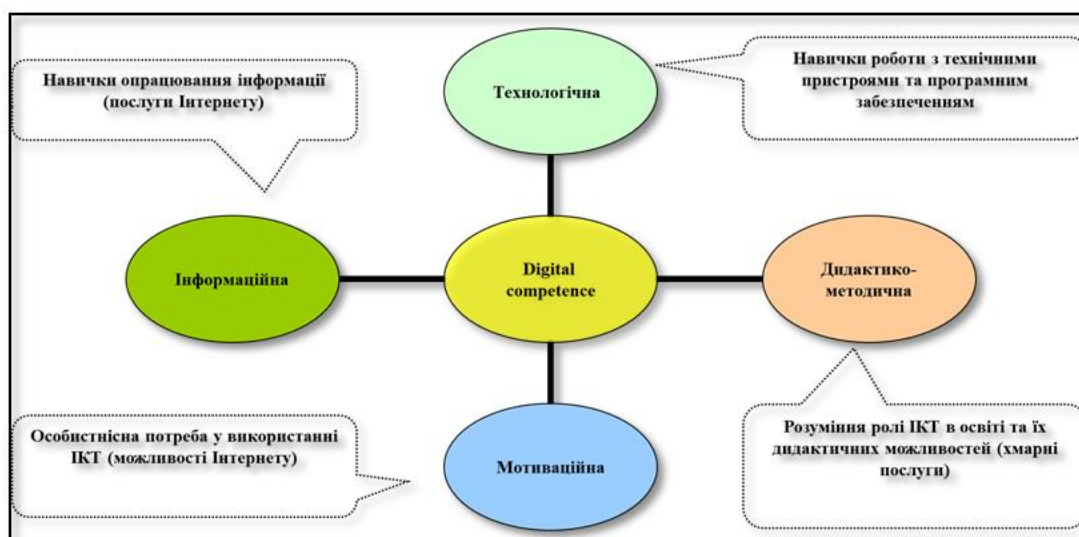 Навички опрацювання інформації
(послуги Інтернету)
Технологічна
Навички роботи з технічними
пристроями та програмним
забезпеченням
Інформаційна
Digital
competence
Дидактико-
методична
Особистнісна потреба у використанні
ІКТ (можливості Інтернету)
Мотиваційна
Розуміння ролі ІКТ в освіті та їх
дидактичних можливостей (хмарні
послуги)